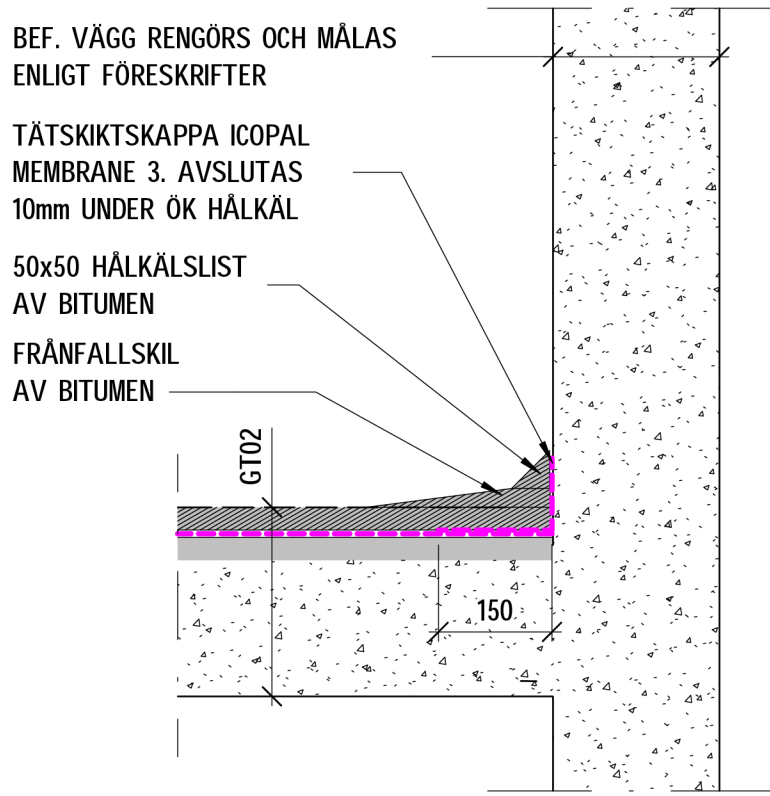 BEF. VÄGG RENGÖRS OCH MÅLAS
ENLIGT FÖRESKRIFTER
TÄTSKIKTSKAPPA ICOPAL
MEMBRANE 3. AVSLUTAS
10mm UNDER ÖK HÅLKÄL
50x50 HÅLKÄLSLIST
AV BITUMEN
FRÅNFALLSKIL
AV BITUMEN
GT02
150